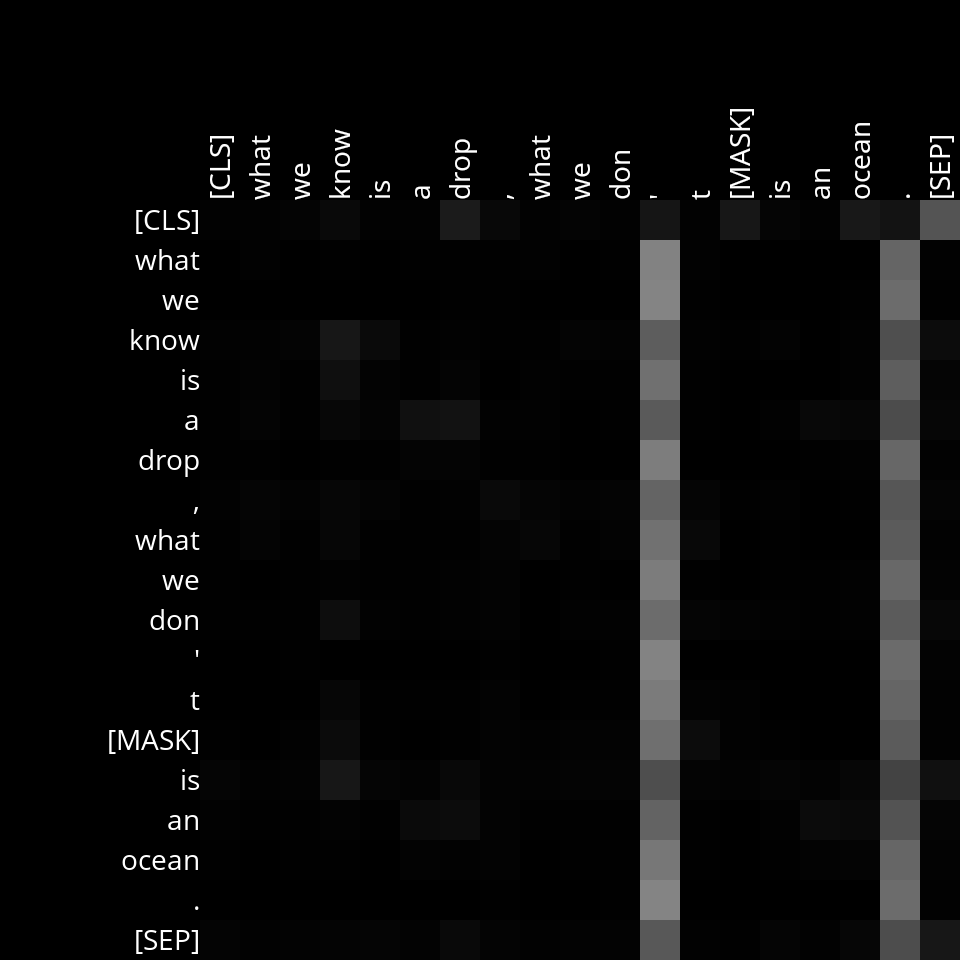 [CLS] what we know is a drop , what we don ' t [MASK] is an ocean . [SEP]
[CLS]
what
we
know
is
a
drop
,
what
we
don
'
t
[MASK]
is
an
ocean
.
[SEP]